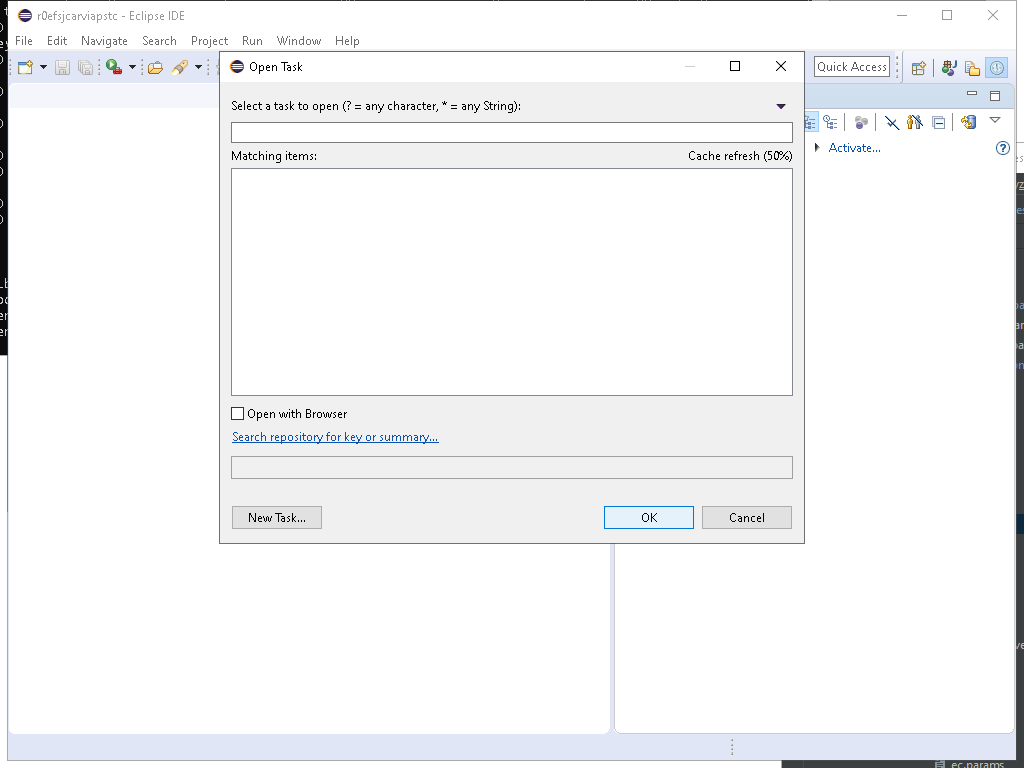 r0efsjcarviapstc - Eclipse IDE
File Edit Navigate Search Project Run Window Help
Open Task
Quick Access
Select a task to open (? = any character, * = any String):
Matching items: Cache refresh (50%)
Activate...
Open with Browser
Search repository for key or summary...
New Task... OK Cancel
ec.params